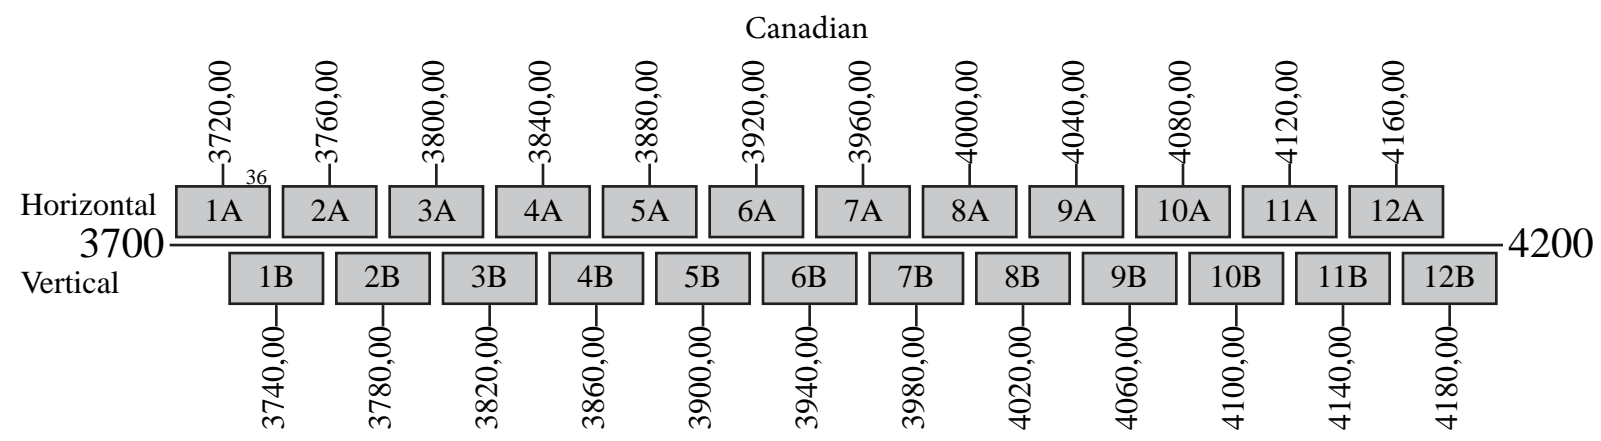 Canadian
3720,00 3760,00 3800,00 3840,00 3880,00 3920,00 3960,00 4000,00 4040,00 4080,00 4120,00 4160,00
36
Horizontal 1A 2A 3A 4A 5A 6A 7A 8A 9A 10A 11A 12A
3700 4200
Vertical 1B 2B 3B 4B 5B 6B 7B 8B 9B 10B 11B 12B
3740,00 3780,00 3820,00 3860,00 3900,00 3940,00 3980,00 4020,00 4060,00 4100,00 4140,00 4180,00